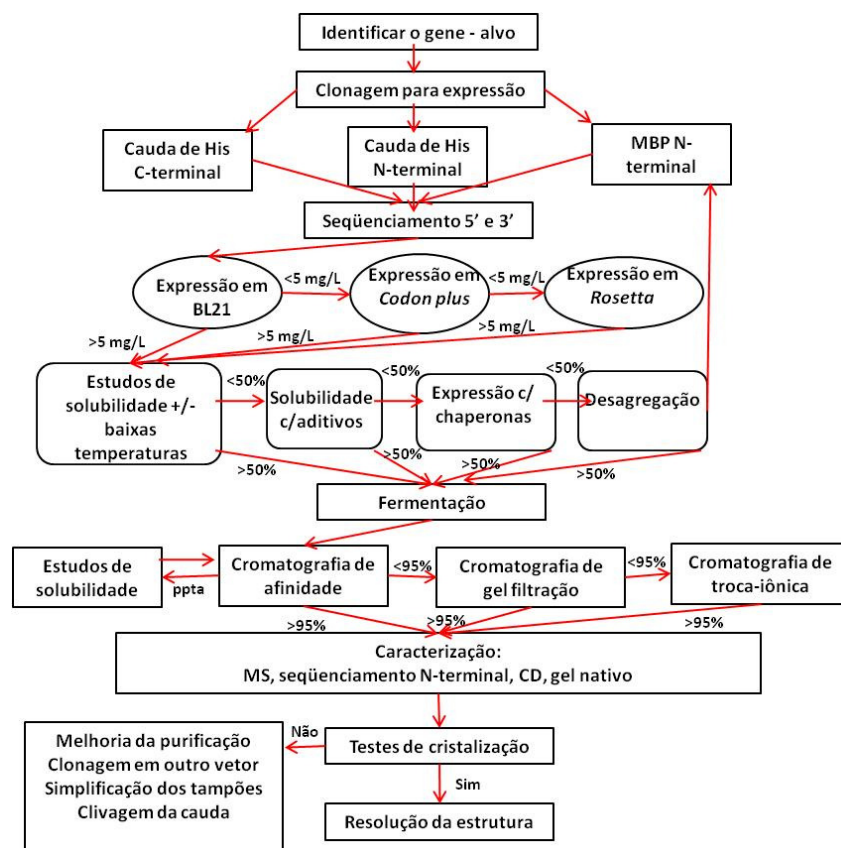 Identificar o gene - alvo
Clonagem para expressão
Cauda de His
C-terminal
Cauda de His
N-terminal
MBP N-
terminal
Seqüenciamento 5’ e 3’
Expressão em
BL21
<5 mg/L
Expressão em
Codon plus
<5 mg/L
Expressão em
Rosetta
>5 mg/L
>5 mg/L
>5 mg/L
Estudos de
solubilidade +/-
baixas
temperaturas
<50%
Solubilidade
c/aditivos
<50%
Expressão c/
chaperonas
<50%
Desagregação
>50%
>50%
>50%
>50%
Fermentação
Estudos de
solubilidade
ppta
Cromatografia de
afinidade
<95%
Cromatografia de
gel filtração
<95%
Cromatografia de
troca-iônica
>95%
>95%
>95%
Caracterização:
MS, seqüenciamento N-terminal, CD, gel nativo
Testes de cristalização
Não
Melhoria da purificação
Clonagem em outro vetor
Simplificação dos tampões
Clivagem da cauda
Sim
Resolução da estrutura